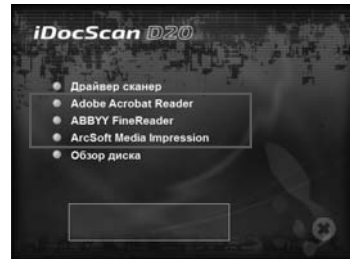 iDocScan D20
Драйвер сканер
Adobe Acrobat Reader
ABBYY FineReader
ArcSoft Media Impression
Обзор диска